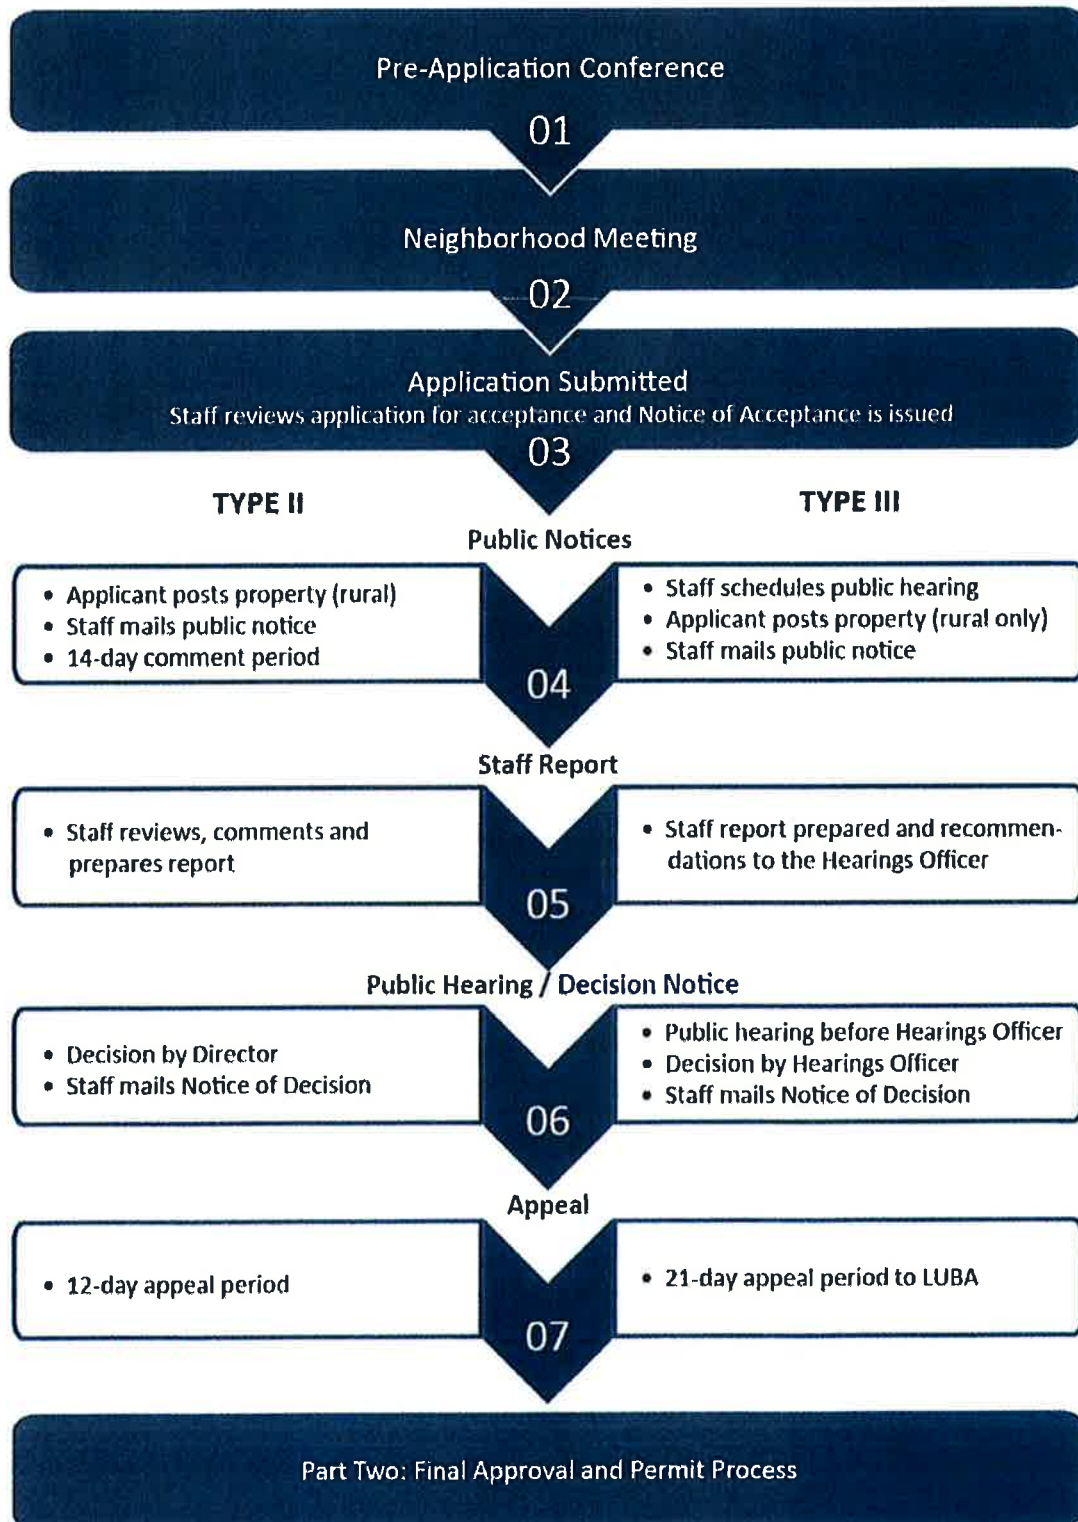 Pre-Application Conference
01
Neighborhood Meeting
02
Application Submitted
Staff reviews application for acceptance and Notice of Acceptance is issued
03
TYPE II
TYPE III
Public Notices
• Applicant posts property (rural)
• Staff mails public notice
• 14-day comment period
04
• Staff schedules public hearing
• Applicant posts property (rural only)
• Staff mails public notice
Staff Report
• Staff reviews, comments and
prepares report
05
• Staff report prepared and recommen-
dations to the Hearings Officer
Public Hearing / Decision Notice
• Decision by Director
• Staff mails Notice of Decision
06
• Public hearing before Hearings Officer
• Decision by Hearings Officer
• Staff mails Notice of Decision
Appeal
• 12-day appeal period
07
• 21-day appeal period to LUBA
Part Two: Final Approval and Permit Process